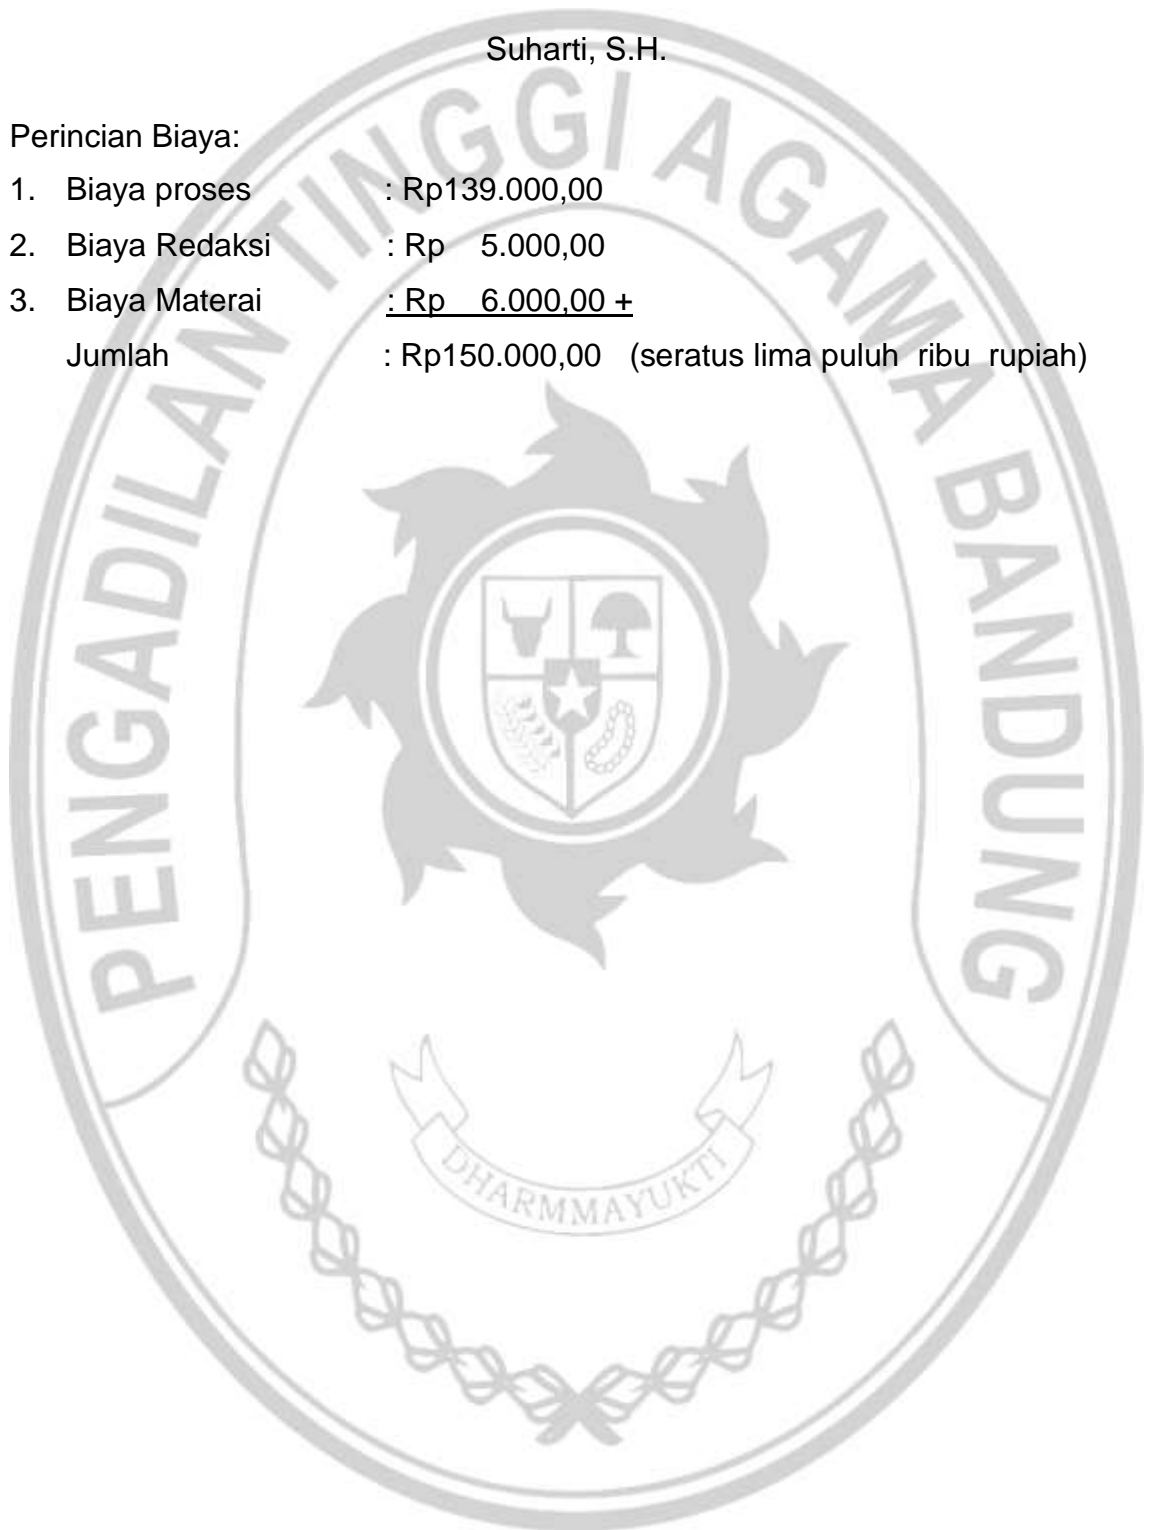 Suharti, S.H.
Perincian Biaya:
1. Biaya proses : Rp139.000,00
2. Biaya Redaksi : Rp 5.000,00
3. Biaya Materai : Rp 6.000,00 +
Jumlah : Rp150.000,00 (seratus lima puluh ribu rupiah)
PENGADILAN TINGGI AGAMA BANDUNG
DHARMMAYUKTI